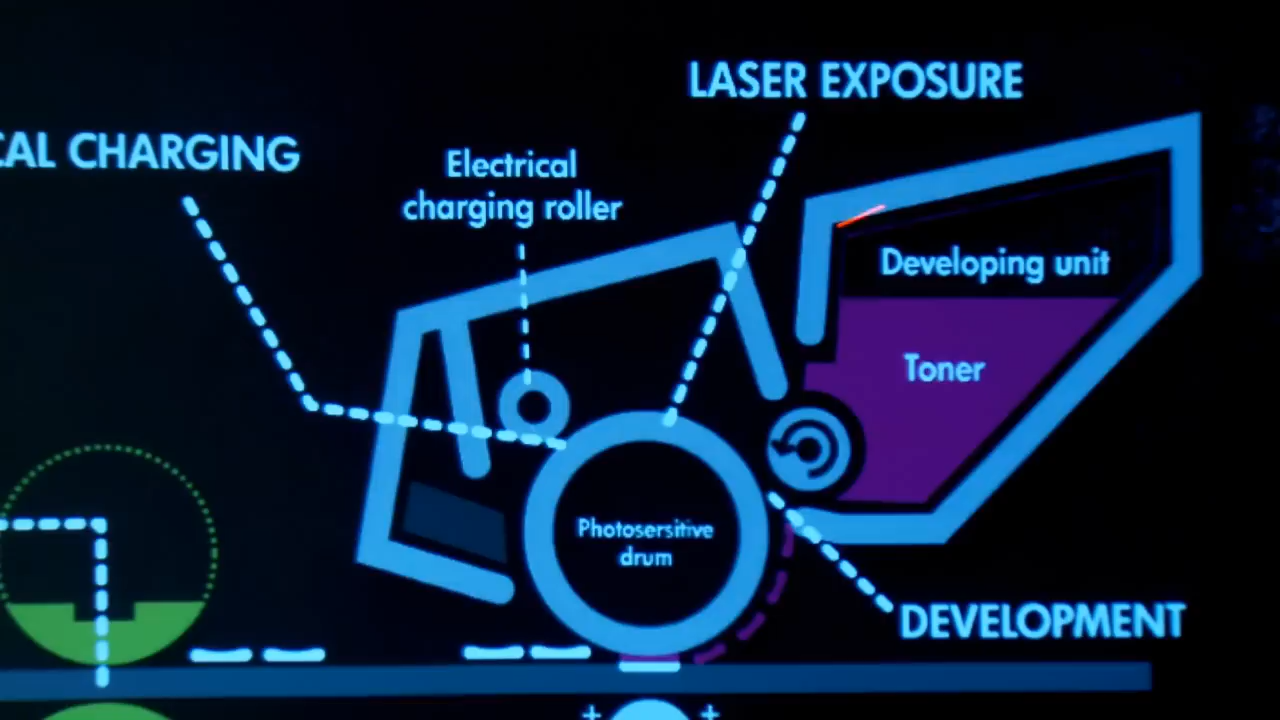 LASER EXPOSURE
CAL CHARGING
Electrical
charging roller
Developing unit
Toner
Photosersitive
drum
DEVELOPMENT
+ +